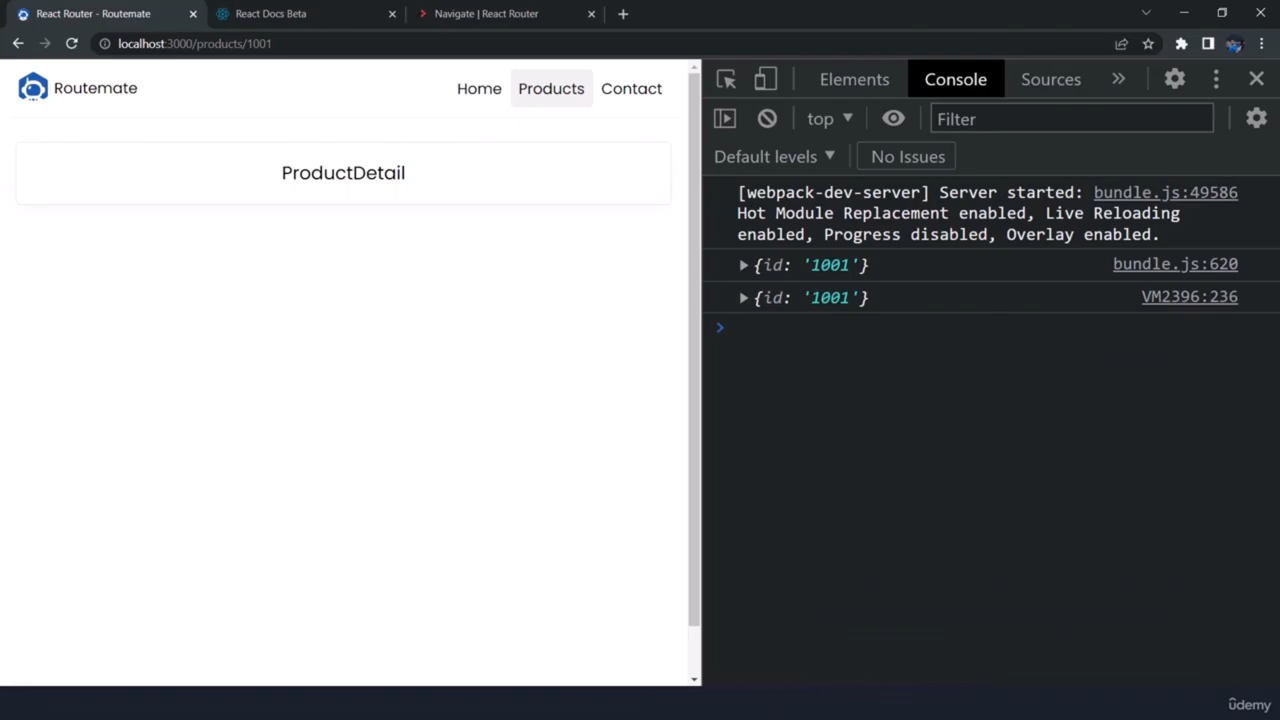 React Router - Routemate
React Docs Beta
Navigate | React Router
localhost:3000/products/1001
Routemate
Home
Products
Contact
ProductDetail
Elements
Console
Sources
top
Filter
Default levels
No Issues
[webpack-dev-server] Server started: bundle.js:49586
Hot Module Replacement enabled, Live Reloading
enabled, Progress disabled, Overlay enabled.
{id: '1001'} bundle.js:620
{id: '1001'} VM2396:236
ûdemy